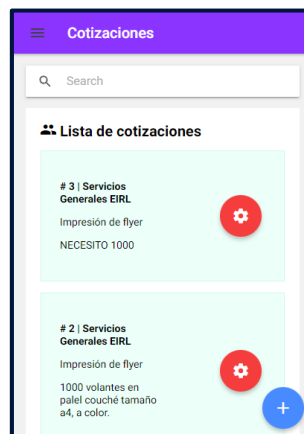 Cotizaciones
Search
Lista de cotizaciones
# 3 | Servicios
Generales EIRL
Impresión de flyer
NECESITO 1000
# 2 | Servicios
Generales EIRL
Impresión de flyer
1000 volantes en
palel couché tamaño
a4, a color.
+